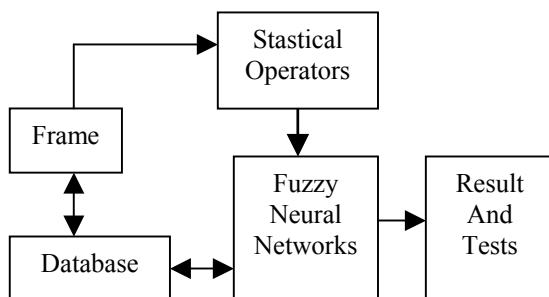 Stastical
Operators
Frame
Fuzzy
Neural
Networks
Result
And
Tests
Database